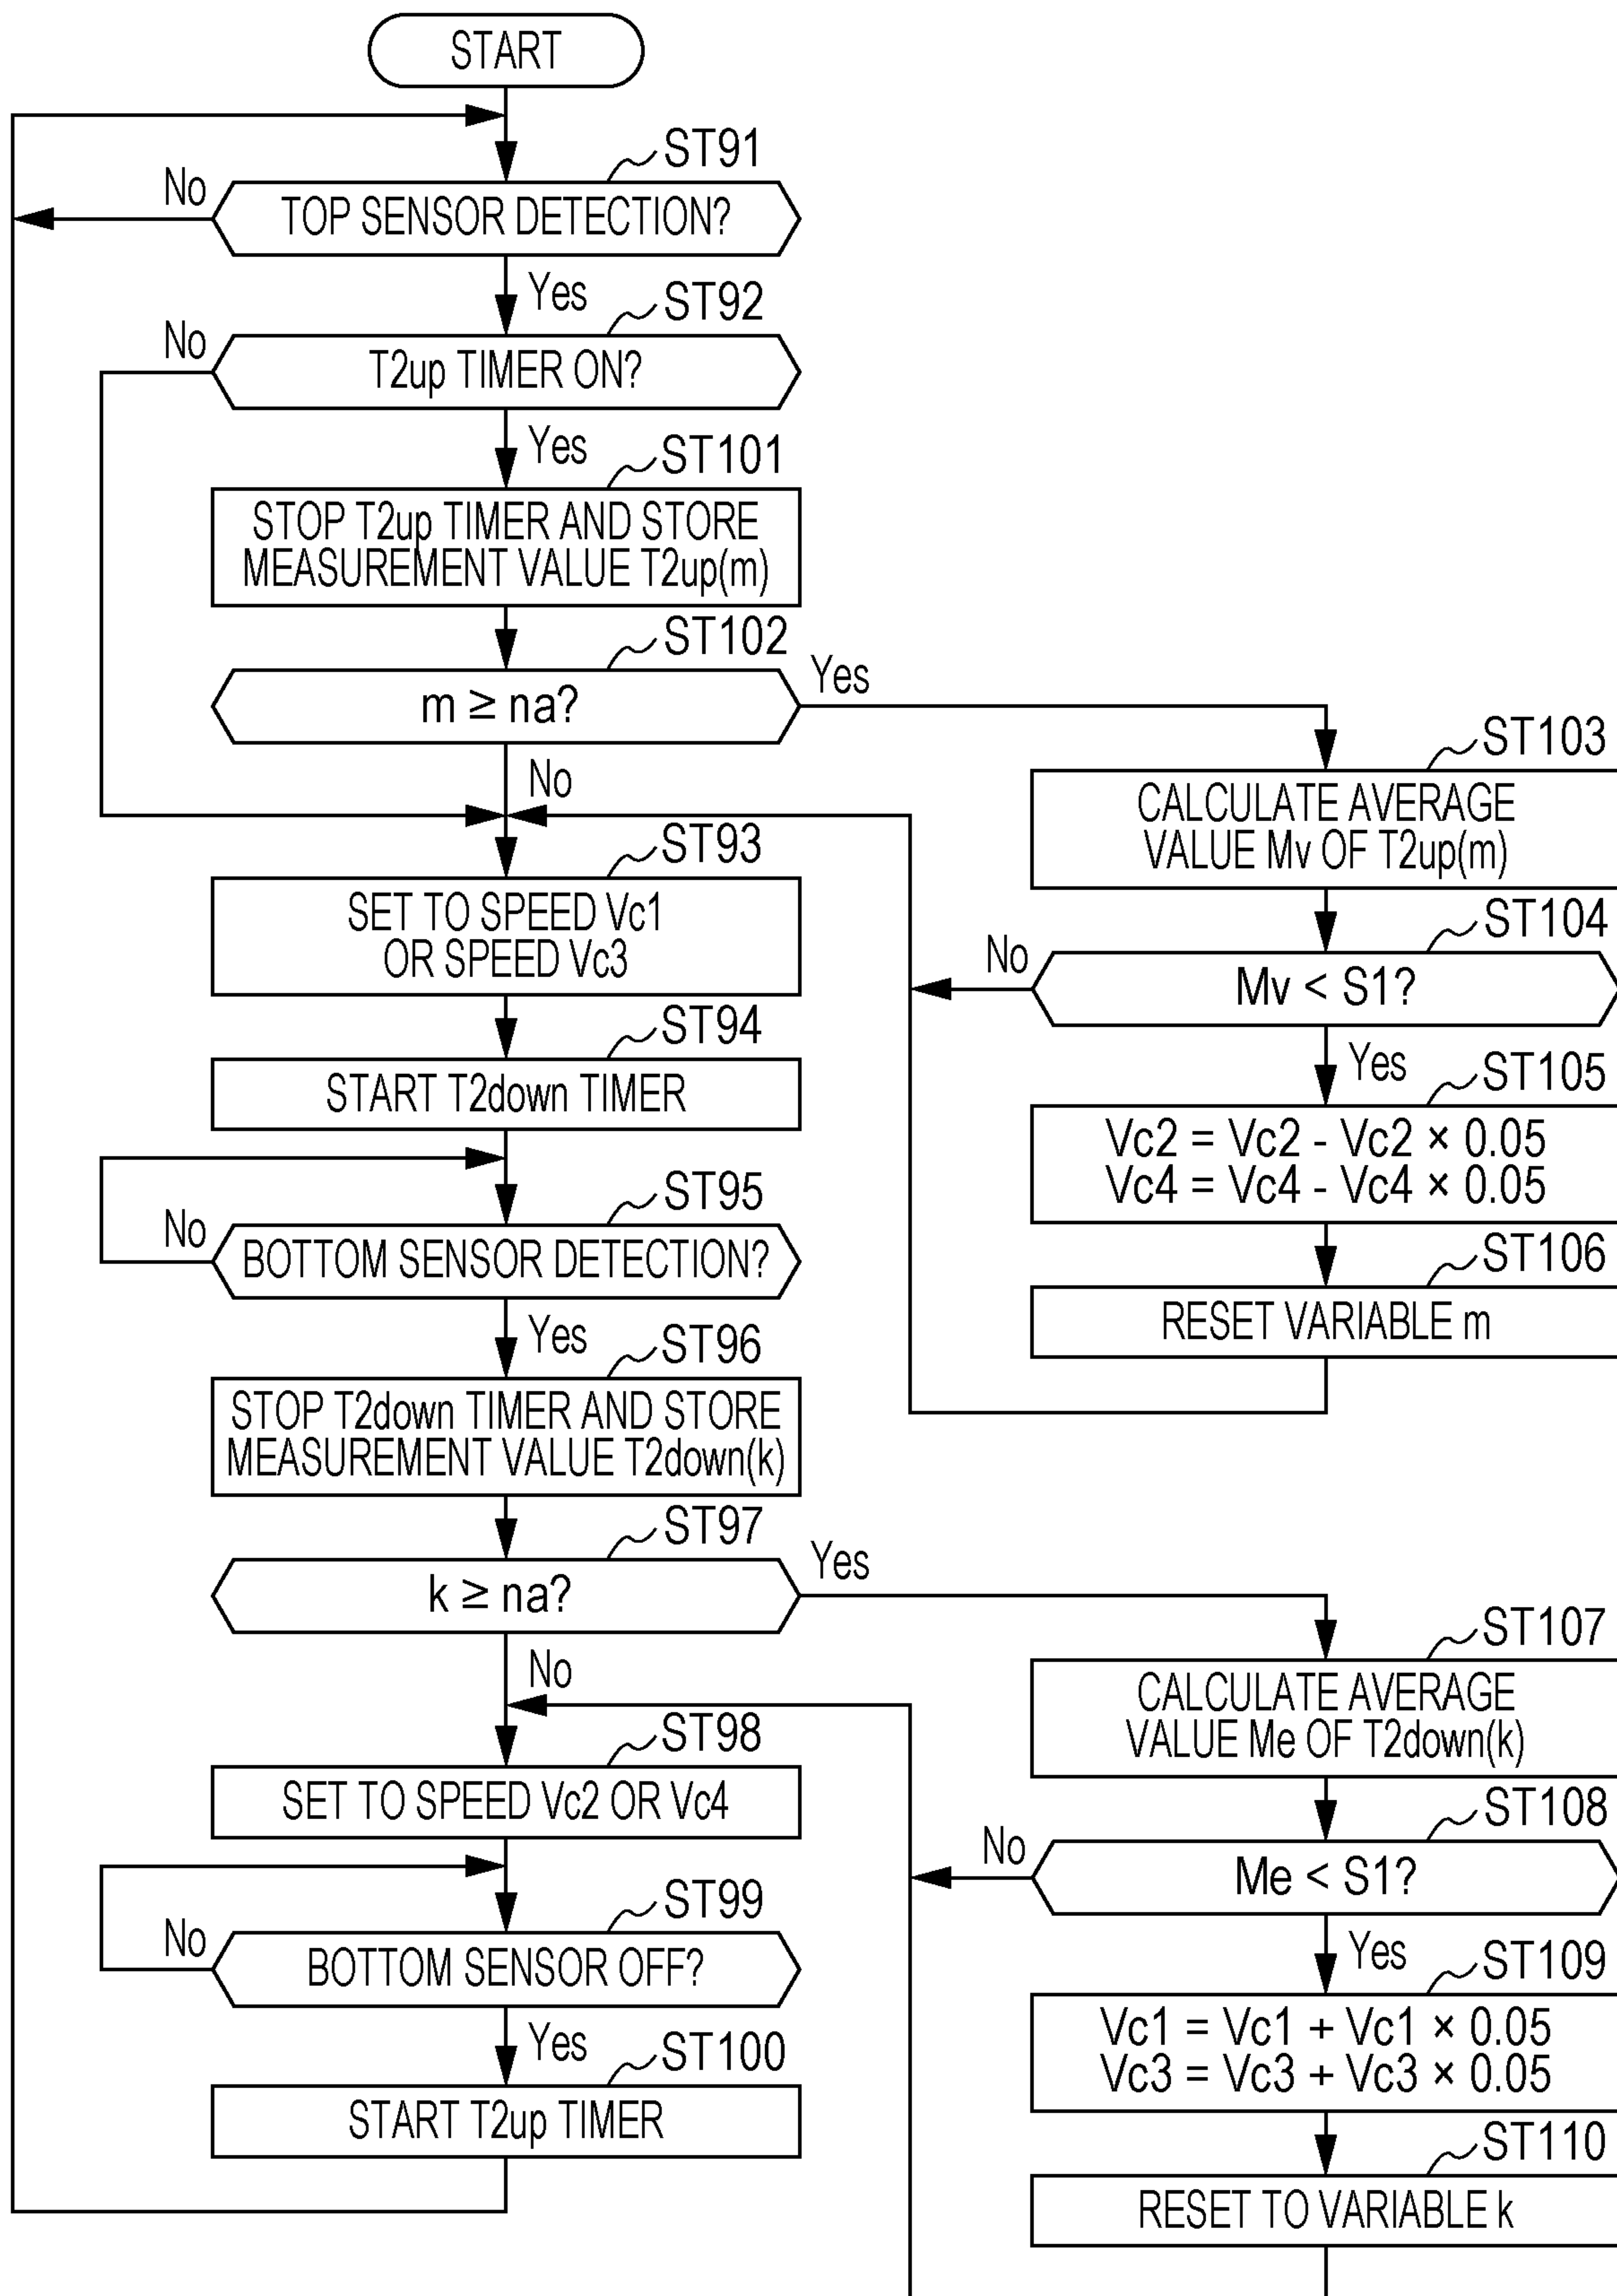 START
ST91
No
TOP SENSOR DETECTION?
Yes
ST92
No
T2up TIMER ON?
Yes
ST101
STOP T2up TIMER AND STORE
MEASUREMENT VALUE T2up(m)
ST102
m ≥ na?
Yes
No
ST103
CALCULATE AVERAGE
VALUE Mv OF T2up(m)
ST104
No
Mv < S1?
Yes
ST105
Vc2 = Vc2 - Vc2 × 0.05
Vc4 = Vc4 - Vc4 × 0.05
ST106
RESET VARIABLE m
ST93
SET TO SPEED Vc1
OR SPEED Vc3
ST94
START T2down TIMER
ST95
No
BOTTOM SENSOR DETECTION?
Yes
ST96
STOP T2down TIMER AND STORE
MEASUREMENT VALUE T2down(k)
ST97
k ≥ na?
Yes
No
ST107
CALCULATE AVERAGE
VALUE Me OF T2down(k)
ST108
No
Me < S1?
Yes
ST109
Vc1 = Vc1 + Vc1 × 0.05
Vc3 = Vc3 + Vc3 × 0.05
ST110
RESET TO VARIABLE k
ST98
SET TO SPEED Vc2 OR Vc4
ST99
No
BOTTOM SENSOR OFF?
Yes
ST100
START T2up TIMER